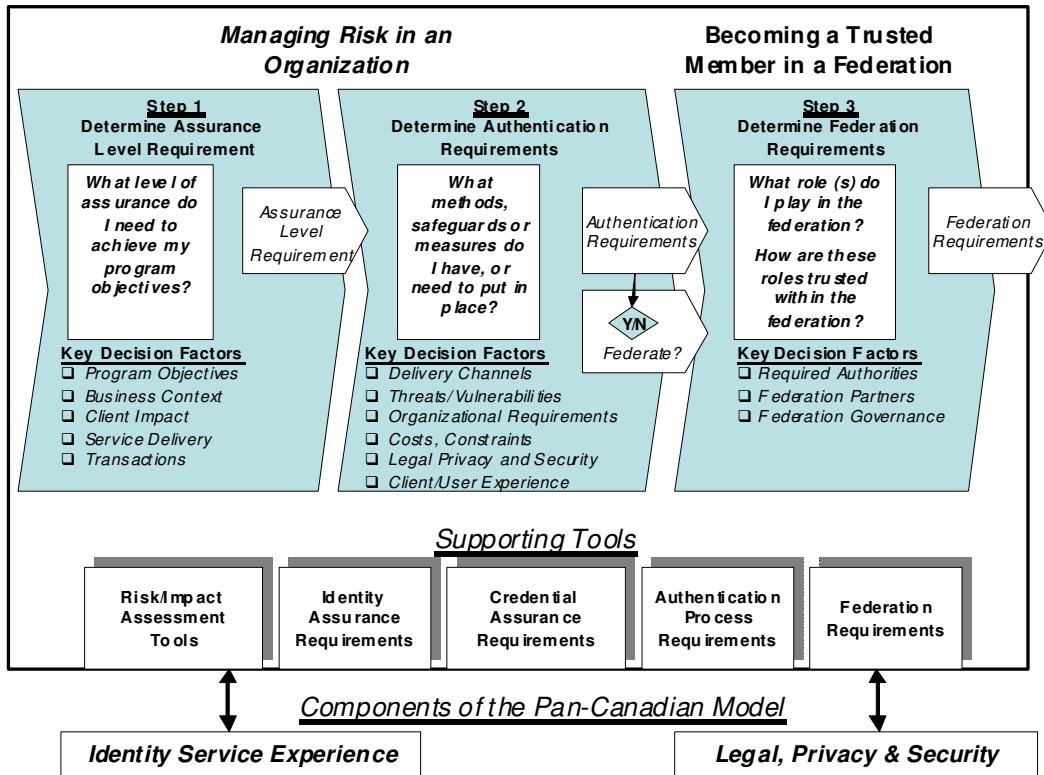 Managing Risk in an
Organization
Becoming a Trusted
Member in a Federation
Step 1
Determine Assurance
Level Requirement
What level of
assurance do
I need to
achieve my
program
objectives?
Key Decision Factors
❑ Program Objectives
❑ Business Context
❑ Client Impact
❑ Service Delivery
❑ Transactions
Assurance
Level
Requirement
Step 2
Determine Authentication
Requirements
What
methods,
safeguards or
measures do
I have, or
need to put in
place?
Key Decision Factors
❑ Delivery Channels
❑ Threats/Vulnerabilities
❑ Organizational Requirements
❑ Costs, Constraints
❑ Legal Privacy and Security
❑ Client/User Experience
Authentication
Requirements
Y/N
Federate?
Step 3
Determine Federation
Requirements
What role (s) do
I play in the
federation?
How are these
roles trusted
within the
federation?
Key Decision Factors
❑ Required Authorities
❑ Federation Partners
❑ Federation Governance
Federation
Requirements
Supporting Tools
Risk/Impact
Assessment
Tools
Identity
Assurance
Requirements
Credential
Assurance
Requirements
Authentication
Process
Requirements
Federation
Requirements
Components of the Pan-Canadian Model
Identity Service Experience
Legal, Privacy & Security